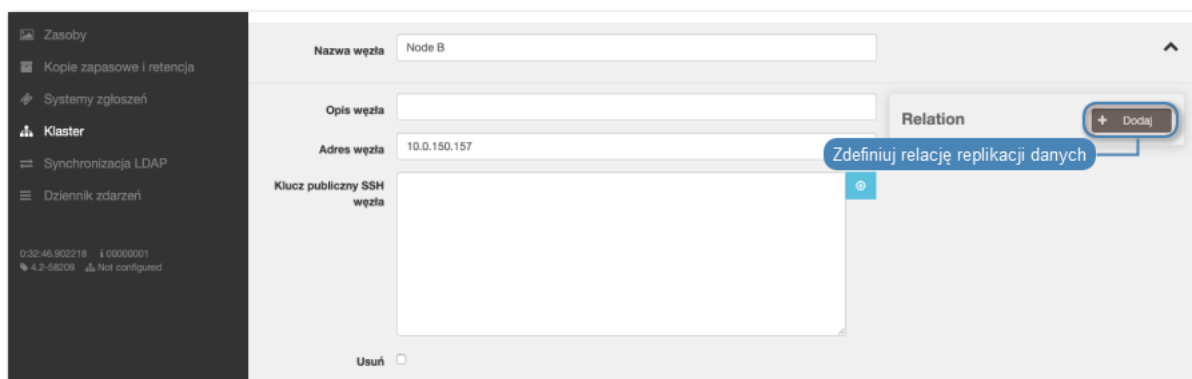 Zasoby
Kopie zapasowe i retencja
Systemy zgłoszeń
Klaster
Synchronizacja LDAP
Dziennik zdarzeń
0:32:46.902218 i 00000001
4.2-58209 Not configured
Nazwa węzła Node B
Opis węzła
Adres węzła 10.0.150.157
Klucz publiczny SSH
węzła
Usuń
Relation
+ Dodaj
Zdefiniuj relację replikacji danych